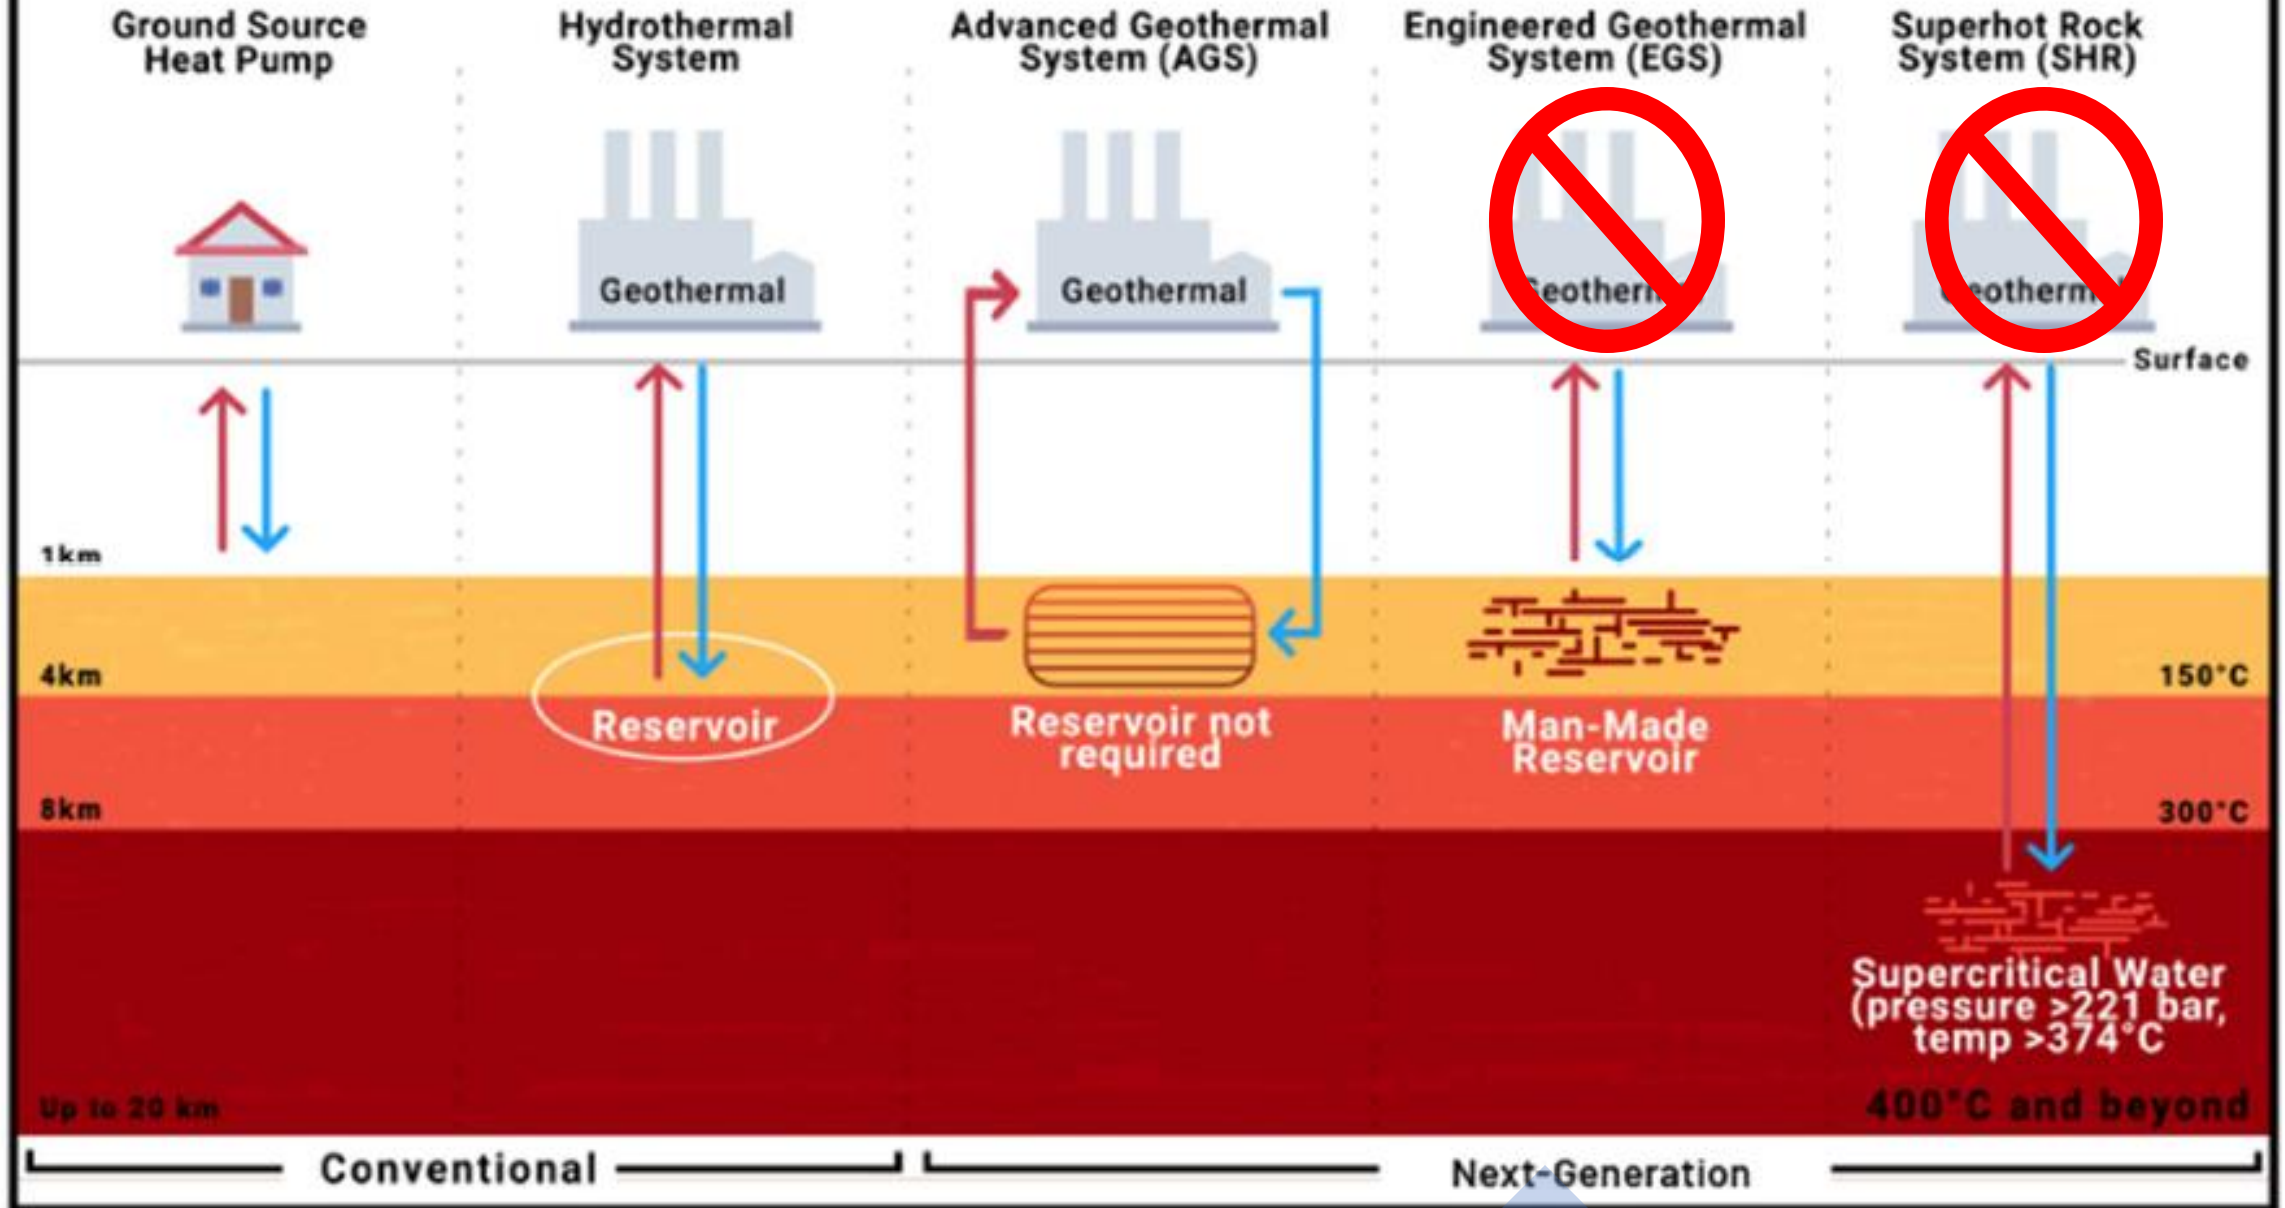 Ground Source
Heat Pump
Hydrothermal
System
Advanced Geothermal
System (AGS)
Engineered Geothermal
System (EGS)
Superhot Rock
System (SHR)
Geothermal
Geothermal
Surface
1km
4km
150°C
Reservoir
Reservoir not
required
Man-Made
Reservoir
8km
300°C
Supercritical Water
(pressure >221 bar,
temp >374°C
Up to 20 km
400°C and beyond
Conventional
Next-Generation